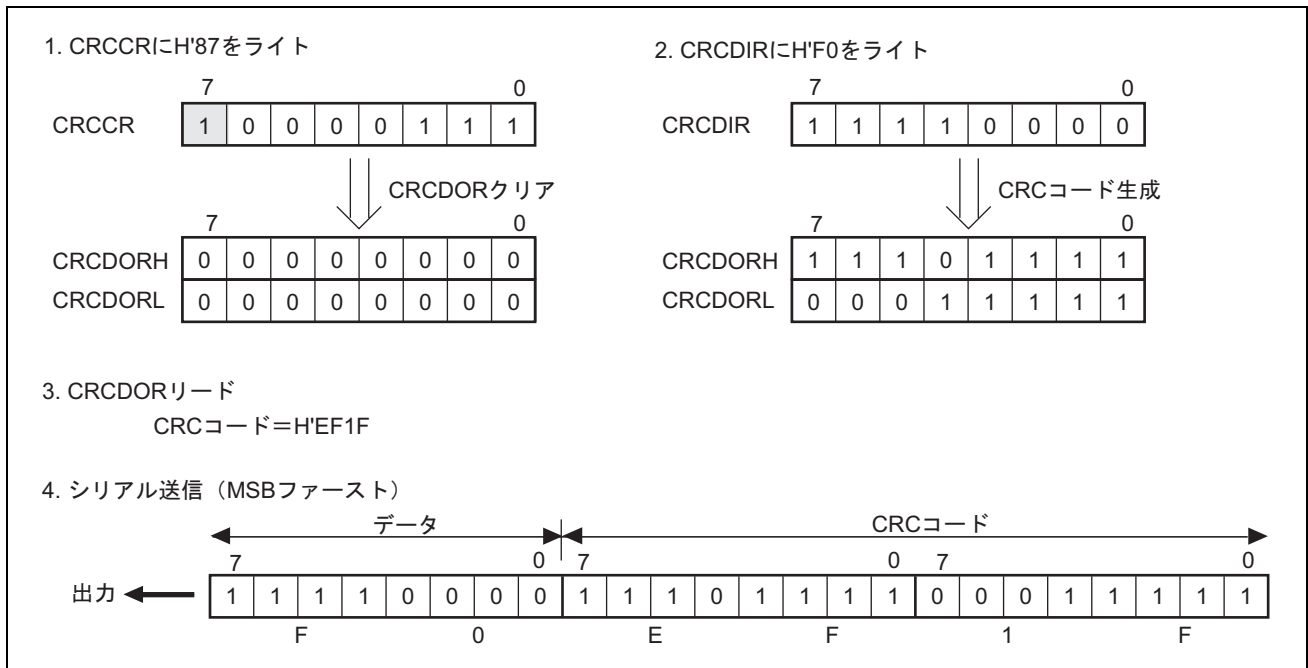 1. CRCCRにH'87をライト
7 0
CRCCR 1 0 0 0 0 1 1 1
CRCDORクリア
7 0
CRCDORH 0 0 0 0 0 0 0 0
CRCDORL 0 0 0 0 0 0 0 0
2. CRCDIRにH'F0をライト
7 0
CRCDIR 1 1 1 1 0 0 0 0
CRCコード生成
7 0
CRCDORH 1 1 1 0 1 1 1 1
CRCDORL 0 0 0 1 1 1 1 1
3. CRCDORリード
CRCコード＝H'EF1F
4. シリアル送信（MSBファースト）
データ CRCコード
7 0 7 0 7 0
出力 1 1 1 1 0 0 0 0 1 1 1 0 1 1 1 1 0 0 0 1 1 1 1 1
F 0 E F 1 F